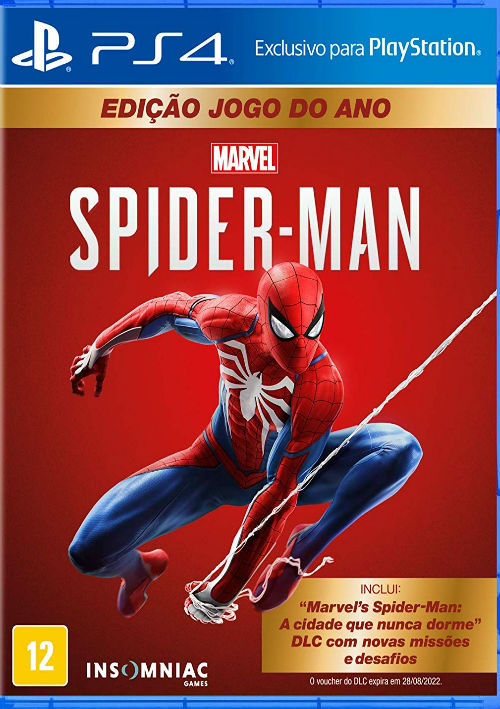 PS4 Exclusivo para PlayStation
EDIÇÃO JOGO DO ANO
MARVEL
SPIDER-MAN
INCLUI:
"Marvel's Spider-Man:
A cidade que nunca dorme"
DLC com novas missões
e desafios
O voucher do DLC expira em 28/08/2022.
12
INSOMNIAC
GAMES